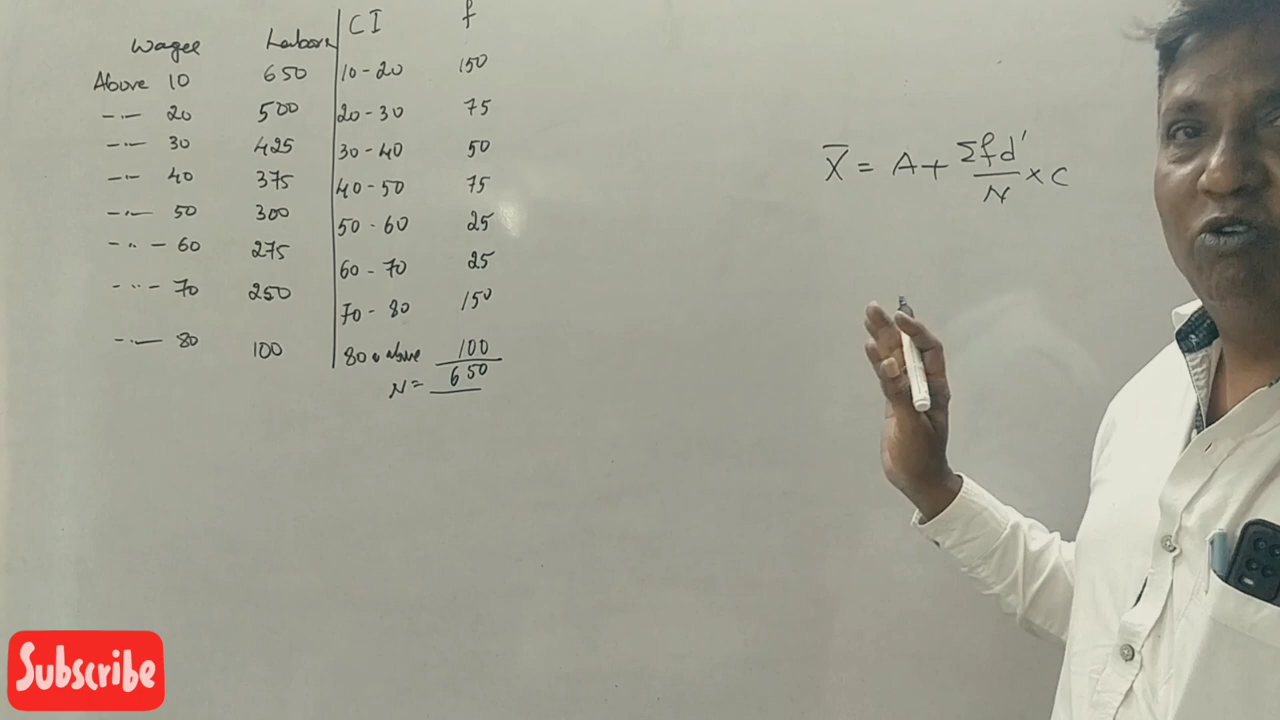 Wages Labors CI f
Above 10 650 10-20 150
-·- 20 500 20-30 75
-·- 30 425 30-40 50
-·- 40 375 40-50 75
-·- 50 300 50-60 25
-··- 60 275 60-70 25
-··- 70 250 70-80 150
-·- 80 100 80 & above 100
N= 650
X̄ = A + Σfd'/N × C
Subscribe